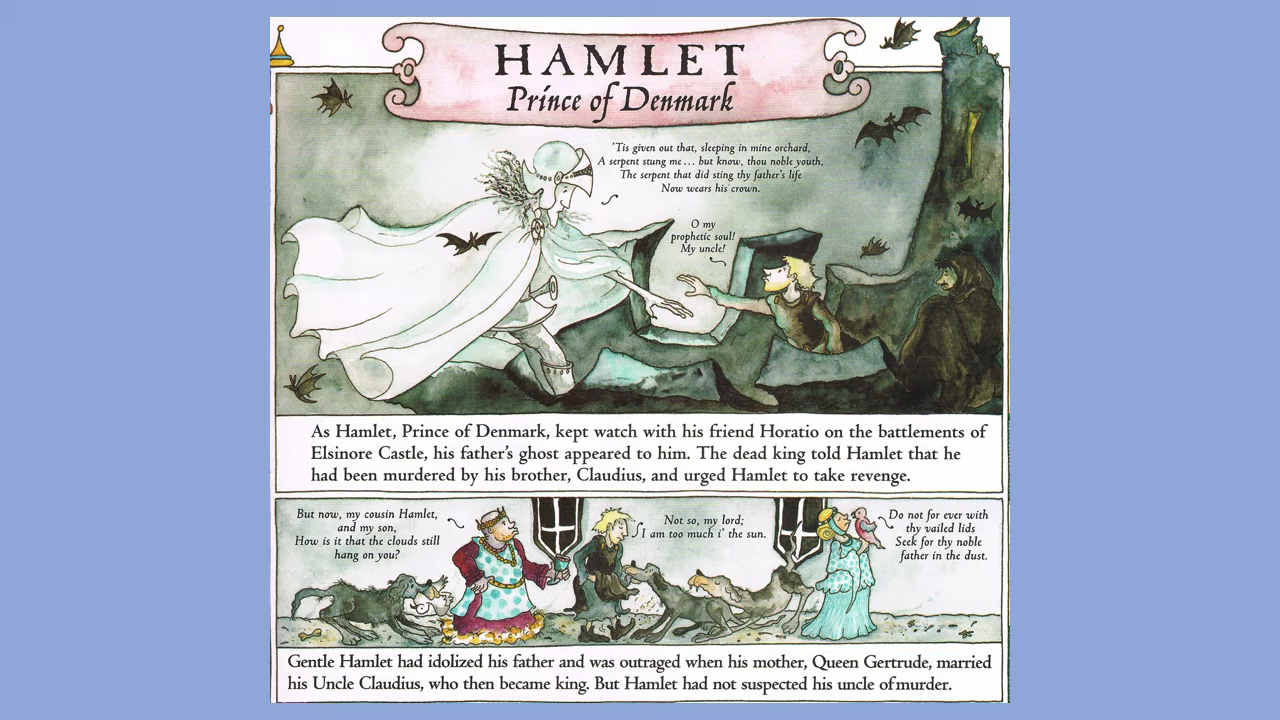 HAMLET
Prince of Denmark
'Tis given out that, sleeping in mine orchard,
A serpent stung me... but know, thou noble youth,
The serpent that did sting thy father's life
Now wears his crown.
O my
prophetic soul!
My uncle!
As Hamlet, Prince of Denmark, kept watch with his friend Horatio on the battlements of
Elsinore Castle, his father's ghost appeared to him. The dead king told Hamlet that he
had been murdered by his brother, Claudius, and urged Hamlet to take revenge.
But now, my cousin Hamlet,
and my son,
How is it that the clouds still
hang on you?
Not so, my lord;
I am too much i' the sun.
Do not for ever with
thy vailed lids
Seek for thy noble
father in the dust.
Gentle Hamlet had idolized his father and was outraged when his mother, Queen Gertrude, married
his Uncle Claudius, who then became king. But Hamlet had not suspected his uncle of murder.